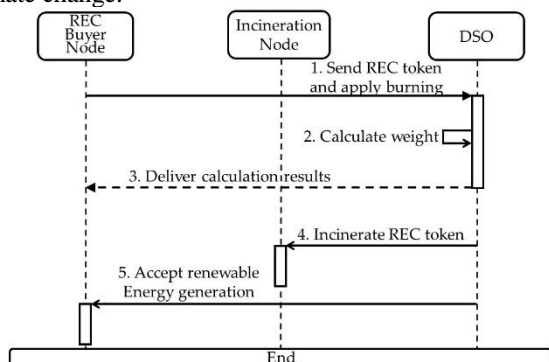 REC
Buyer
Node
Incineration
Node
DSO
1. Send REC token
and apply burning
2. Calculate weight
3. Deliver calculation results
4. Incinerate REC token
5. Accept renewable
Energy generation
End